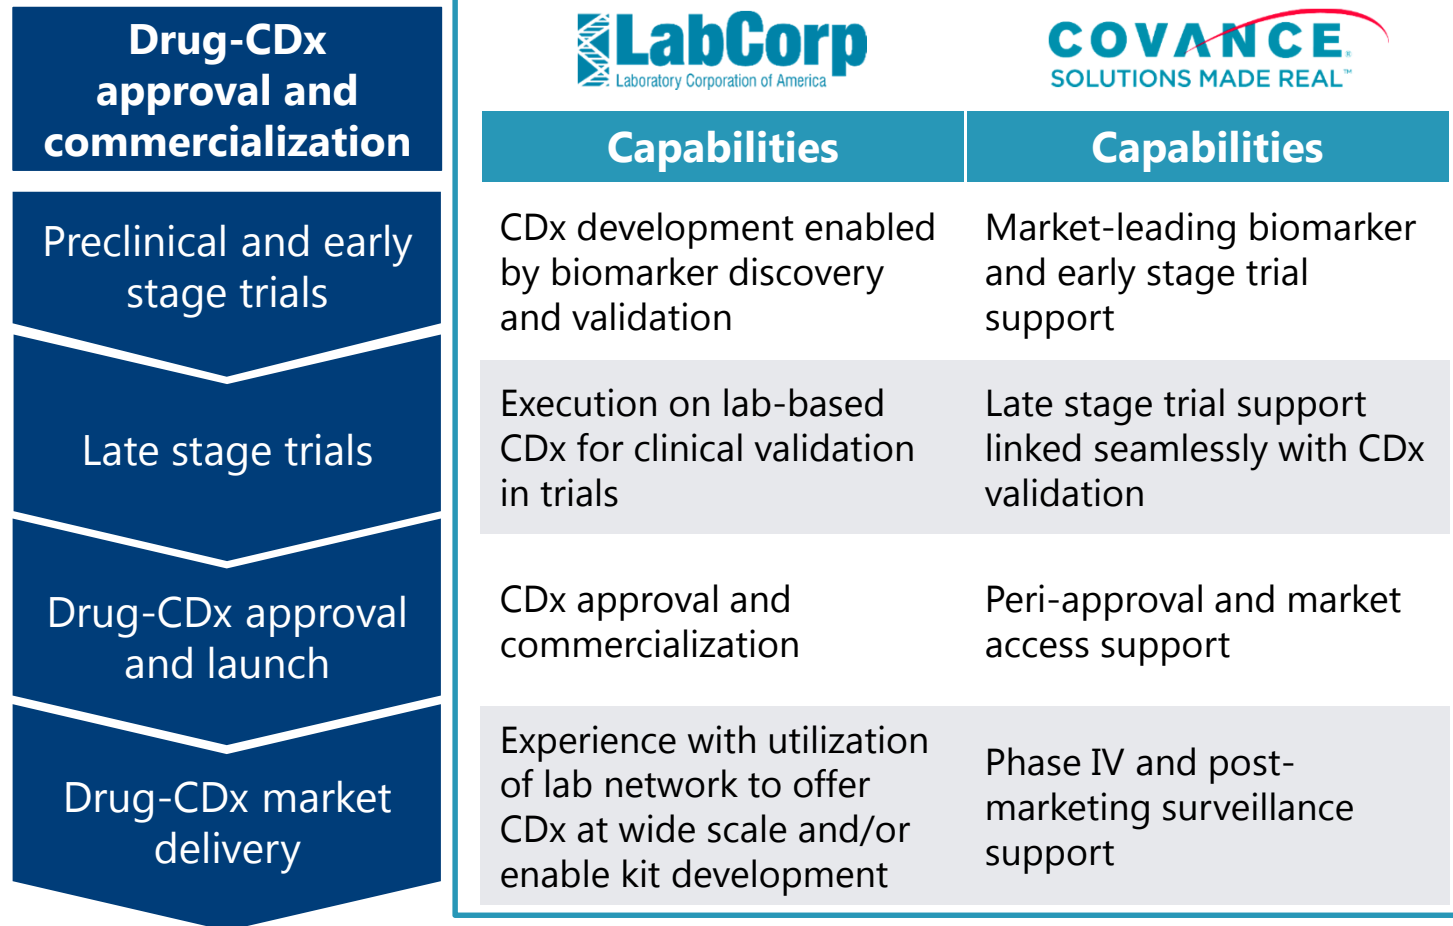 Drug-CDx
approval and
commercialization
LabCorp
Laboratory Corporation of America
COVANCE®
SOLUTIONS MADE REAL™
Capabilities
Capabilities
Preclinical and early
stage trials
CDx development enabled
by biomarker discovery
and validation
Market-leading biomarker
and early stage trial
support
Late stage trials
Execution on lab-based
CDx for clinical validation
in trials
Late stage trial support
linked seamlessly with CDx
validation
Drug-CDx approval
and launch
CDx approval and
commercialization
Peri-approval and market
access support
Drug-CDx market
delivery
Experience with utilization
of lab network to offer
CDx at wide scale and/or
enable kit development
Phase IV and post-
marketing surveillance
support